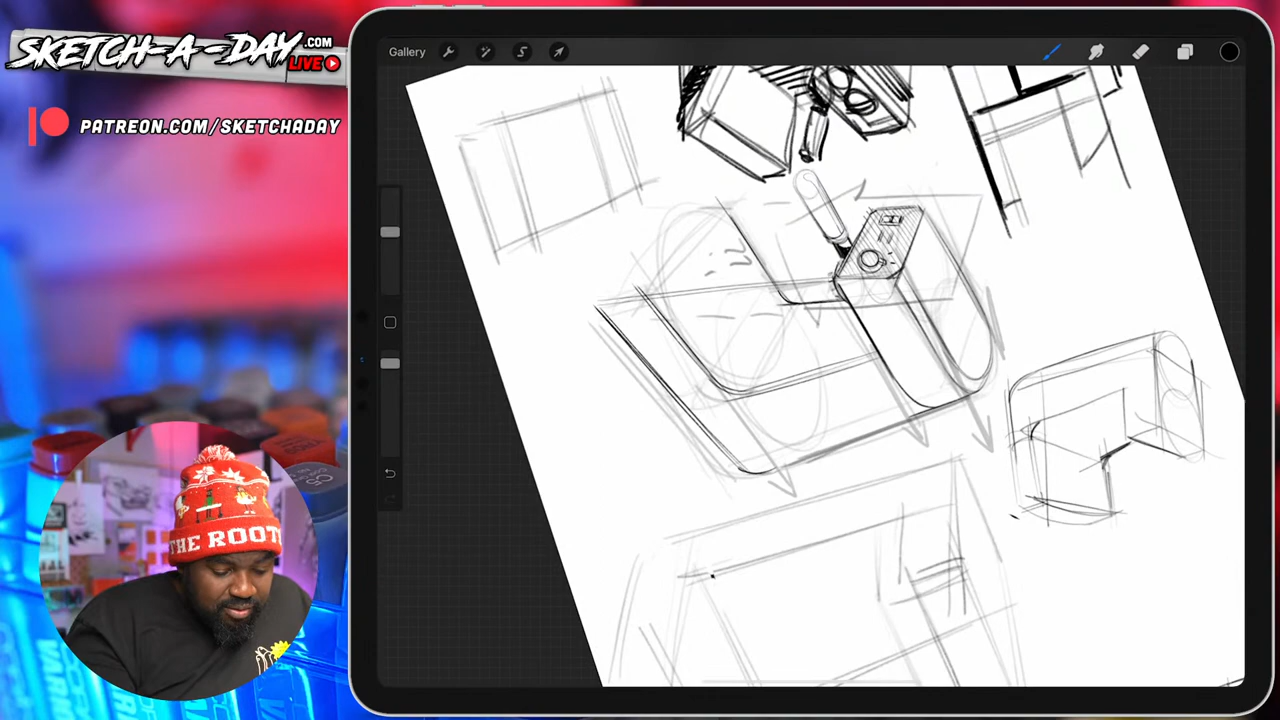 SKETCH-A-DAY.COM
LIVE
PATREON.COM/SKETCHADAY
Gallery
THE ROOT